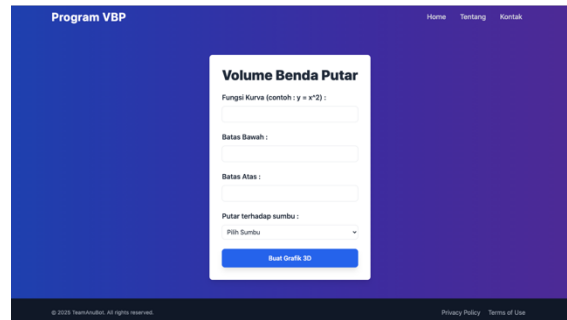 Program VBP
Home Tentang Kontak
Volume Benda Putar
Fungsi Kurva (contoh : y = x^2) :
Batas Bawah :
Batas Atas :
Putar terhadap sumbu :
Pilih Sumbu
Buat Grafik 3D
© 2025 TeamAnuBot. All rights reserved.
Privacy Policy Terms of Use